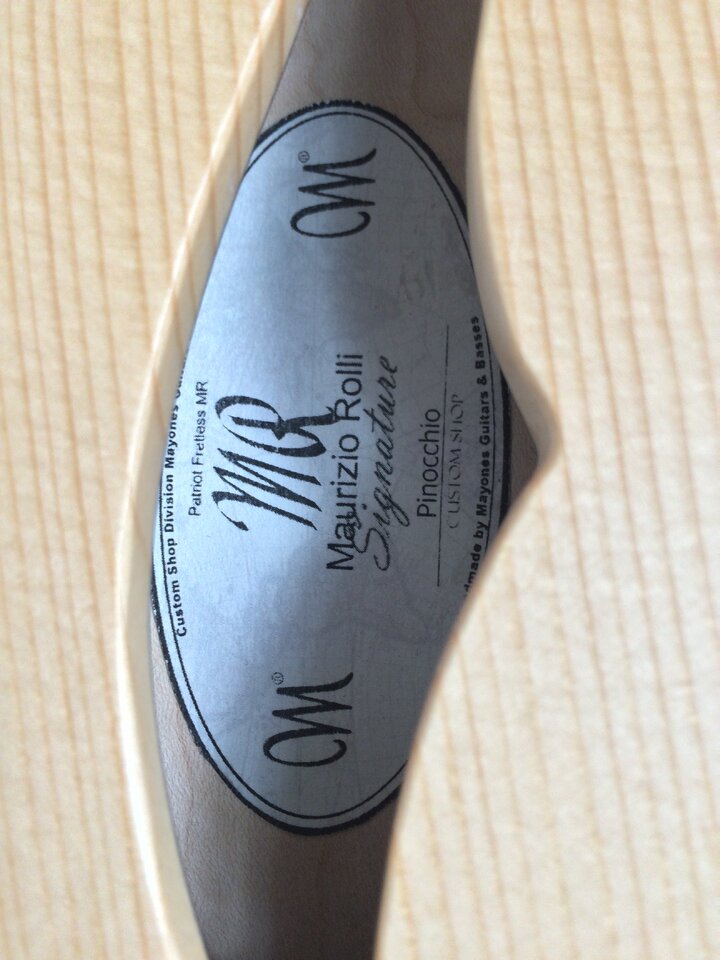 Custom Shop Division Mayones
Patriot Fretless MR
M® M®
MR
Maurizio Rolli
Signature
Pinocchio
CUSTOM SHOP
made by Mayones Guitars & Basses